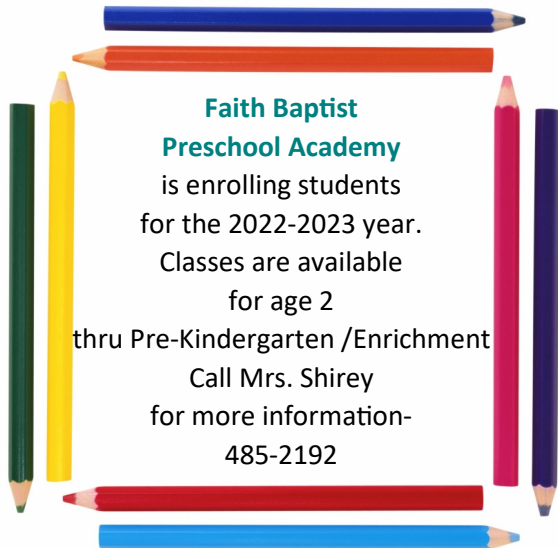 Faith Baptist
Preschool Academy
is enrolling students
for the 2022-2023 year.
Classes are available
for age 2
thru Pre-Kindergarten /Enrichment
Call Mrs. Shirey
for more information-
485-2192